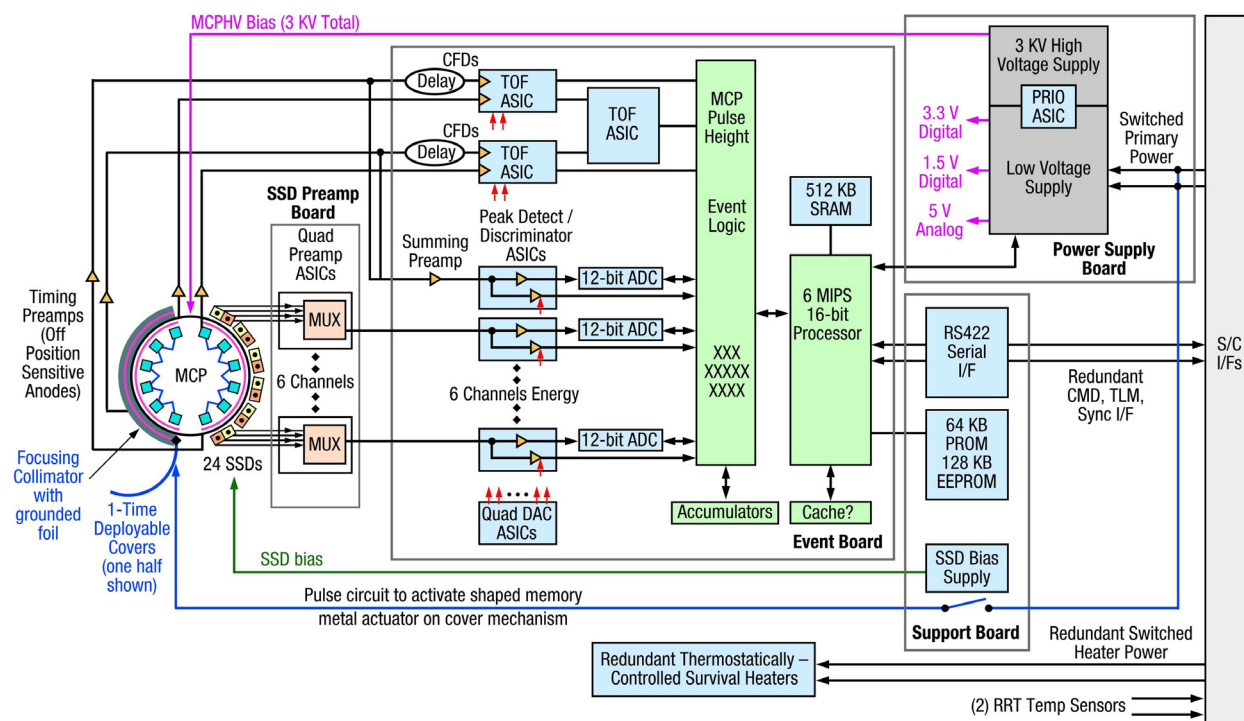 MCPHV Bias (3 KV Total)
CFDs
Delay
TOF
ASIC
TOF
ASIC
CFDs
Delay
TOF
ASIC
MCP
Pulse
Height
Event
Logic
XXX
XXXXX
XXXX
3 KV High
Voltage Supply
PRIO
ASIC
3.3 V
Digital
1.5 V
Digital
5 V
Analog
Low Voltage
Supply
Switched
Primary
Power
Power Supply
Board
SSD Preamp
Board
Quad
Preamp
ASICs
MUX
6 Channels
MUX
Summing
Preamp
Peak Detect /
Discriminator
ASICs
12-bit ADC
12-bit ADC
6 Channels Energy
12-bit ADC
Quad DAC
ASICs
512 KB
SRAM
6 MIPS
16-bit
Processor
Accumulators
Cache?
Event Board
RS422
Serial
I/F
64 KB
PROM
128 KB
EEPROM
SSD Bias
Supply
Support Board
Redundant
CMD, TLM,
Sync I/F
S/C
I/Fs
Timing
Preamps
(Off
Position
Sensitive
Anodes)
MCP
24 SSDs
Focusing
Collimator
with
grounded
foil
1-Time
Deployable
Covers
(one half
shown)
SSD bias
Pulse circuit to activate shaped memory
metal actuator on cover mechanism
Redundant Thermostatically –
Controlled Survival Heaters
Redundant Switched
Heater Power
(2) RRT Temp Sensors